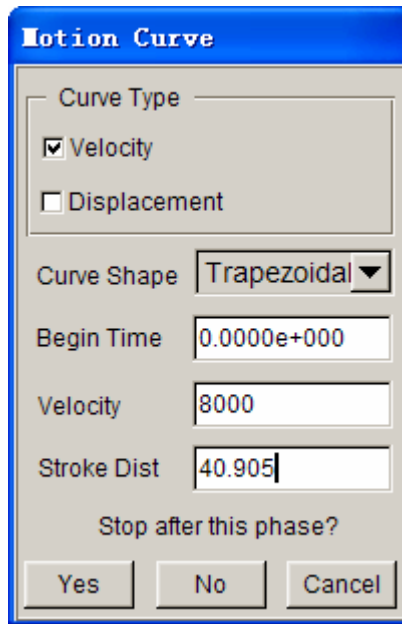 Motion Curve
Curve Type
Velocity
Displacement
Curve Shape Trapezoidal
Begin Time 0.0000e+000
Velocity 8000
Stroke Dist 40.905
Stop after this phase?
Yes No Cancel